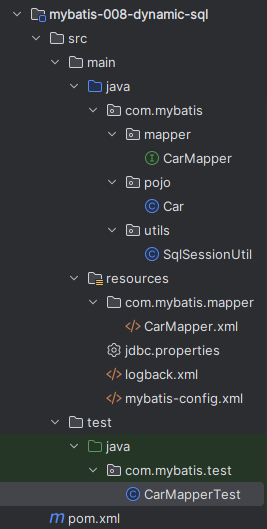 mybatis-008-dynamic-sql
src
main
java
com.mybatis
mapper
CarMapper
pojo
Car
utils
SqlSessionUtil
resources
com.mybatis.mapper
CarMapper.xml
jdbc.properties
logback.xml
mybatis-config.xml
test
java
com.mybatis.test
CarMapperTest
pom.xml